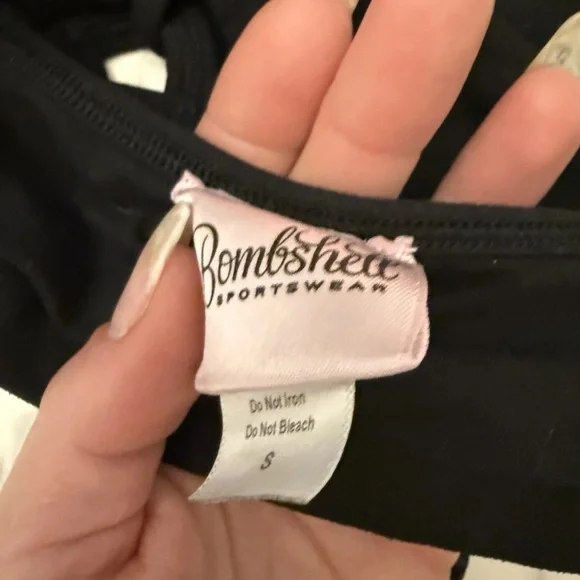 Bombshell
SPORTSWEAR
Do Not Iron
Do Not Bleach
S